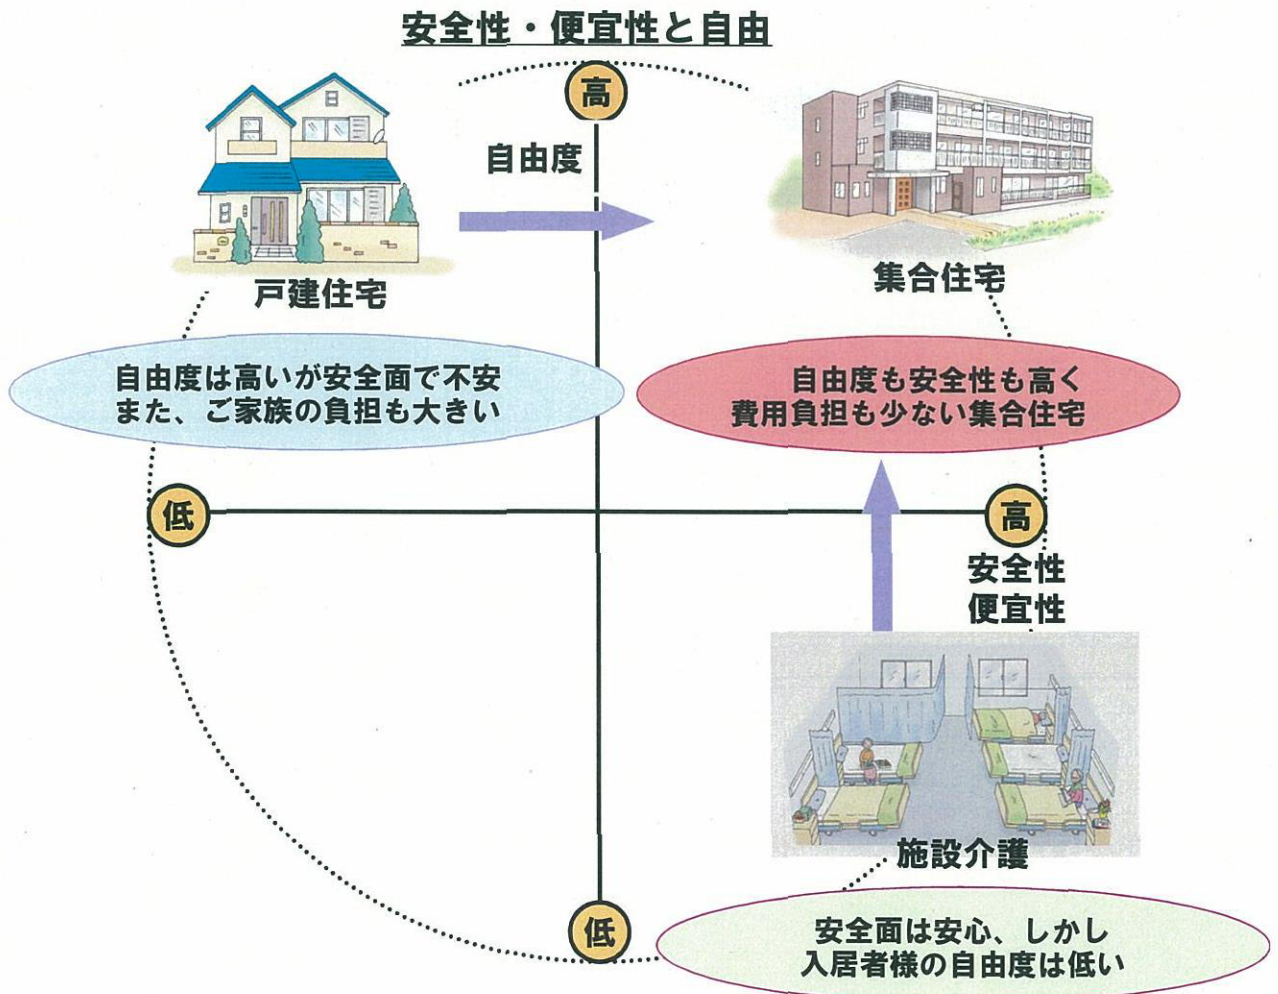 安全性・便宜性と自由
高
自由度
戸建住宅
集合住宅
自由度は高いが安全面で不安
また、ご家族の負担も大きい
自由度も安全性も高く
費用負担も少ない集合住宅
低
高
安全性
便宜性
施設介護
低
安全面は安心、しかし
入居者様の自由度は低い